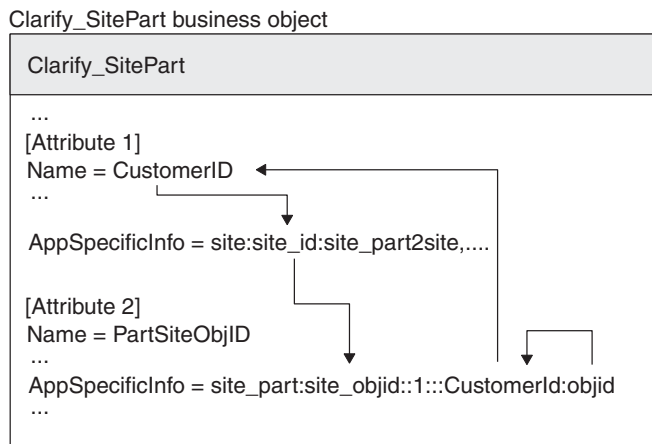 Clarify_SitePart business object
Clarify_SitePart
...
[Attribute 1]
Name = CustomerID
...
AppSpecificInfo = site:site_id:site_part2site,....
[Attribute 2]
Name = PartSiteObjID
...
AppSpecificInfo = site_part:site_objid::1:::CustomerId:objid
...